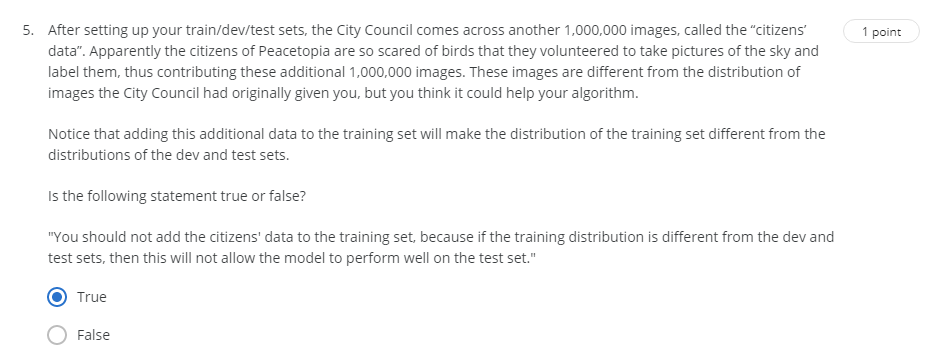 5. After setting up your train/dev/test sets, the City Council comes across another 1,000,000 images, called the “citizens’
1 point
data”. Apparently the citizens of Peacetopia are so scared of birds that they volunteered to take pictures of the sky and
label them, thus contributing these additional 1,000,000 images. These images are different from the distribution of
images the City Council had originally given you, but you think it could help your algorithm.
Notice that adding this additional data to the training set will make the distribution of the training set different from the
distributions of the dev and test sets.
Is the following statement true or false?
"You should not add the citizens' data to the training set, because if the training distribution is different from the dev and
test sets, then this will not allow the model to perform well on the test set."
True
False